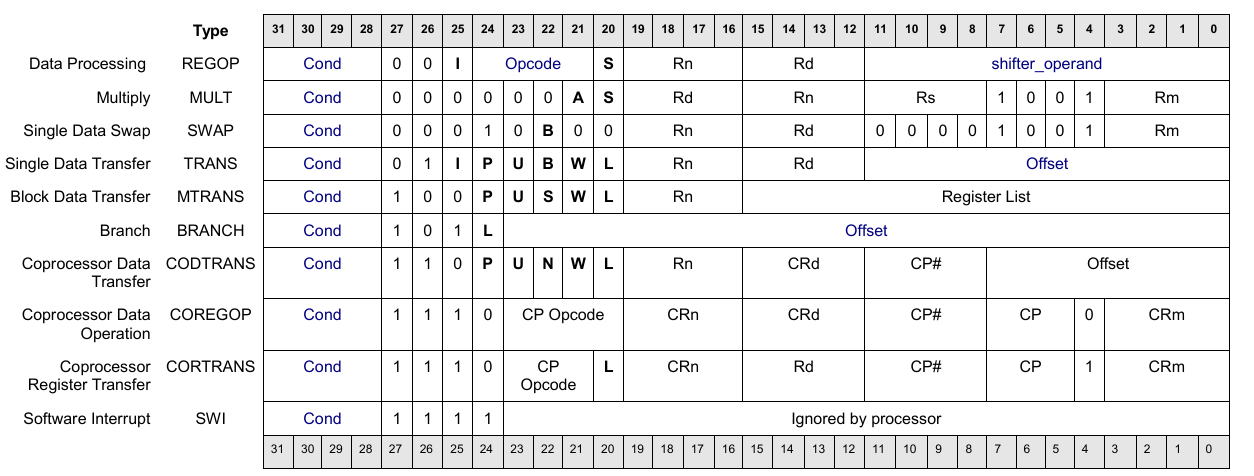 Type 31 30 29 28 27 26 25 24 23 22 21 20 19 18 17 16 15 14 13 12 11 10 9 8 7 6 5 4 3 2 1 0
Data Processing REGOP Cond 0 0 I Opcode S Rn Rd shifter_operand
Multiply MULT Cond 0 0 0 0 0 0 A S Rd Rn Rs 1 0 0 1 Rm
Single Data Swap SWAP Cond 0 0 0 1 0 B 0 0 Rn Rd 0 0 0 0 1 0 0 1 Rm
Single Data Transfer TRANS Cond 0 1 I P U B W L Rn Rd Offset
Block Data Transfer MTRANS Cond 1 0 0 P U S W L Rn Register List
Branch BRANCH Cond 1 0 1 L Offset
Coprocessor Data CODTRANS Cond 1 1 0 P U N W L Rn CRd CP# Offset
Transfer
Coprocessor Data COREGOP Cond 1 1 1 0 CP Opcode CRn CRd CP# CP 0 CRm
Operation
Coprocessor CORTRANS Cond 1 1 1 0 CP L CRn Rd CP# CP 1 CRm
Register Transfer Opcode
Software Interrupt SWI Cond 1 1 1 1 Ignored by processor
31 30 29 28 27 26 25 24 23 22 21 20 19 18 17 16 15 14 13 12 11 10 9 8 7 6 5 4 3 2 1 0